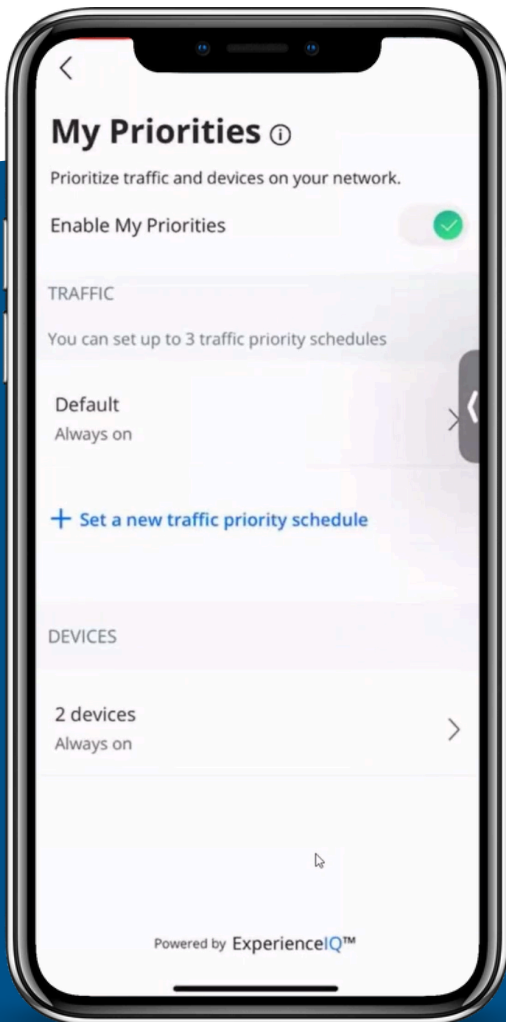 My Priorities
Prioritize traffic and devices on your network.
Enable My Priorities
TRAFFIC
You can set up to 3 traffic priority schedules
Default
Always on
+ Set a new traffic priority schedule
DEVICES
2 devices
Always on
Powered by ExperienceIQ™